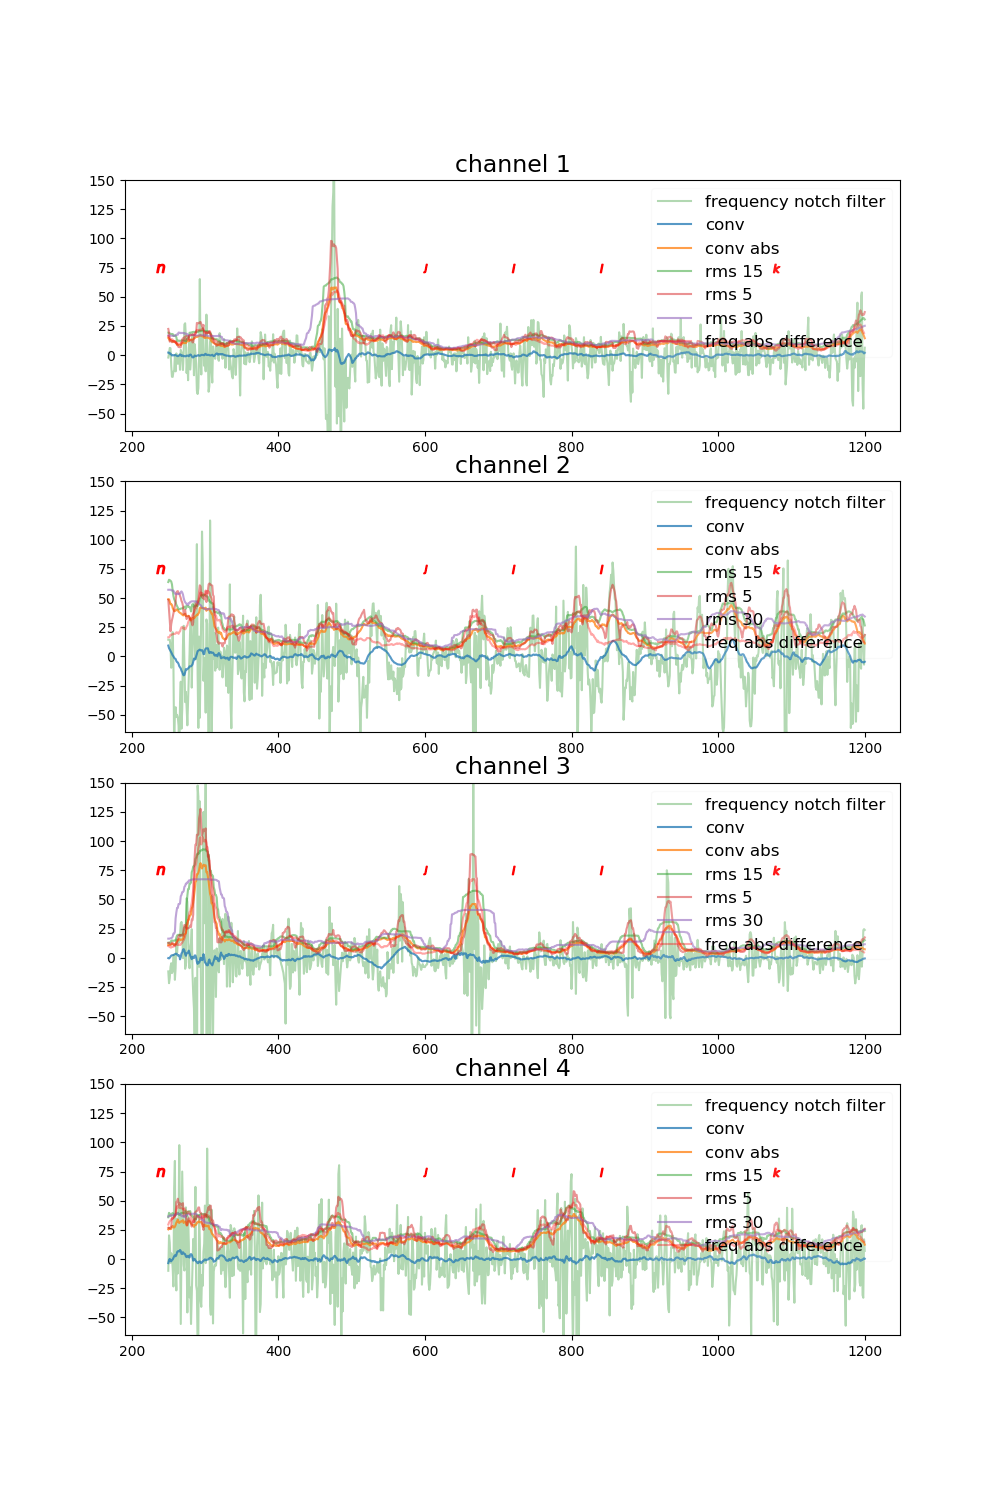 channel 1
150
125
100
75
50
25
0
−25
−50
frequency notch filter
conv
conv abs
rms 15
rms 5
rms 30
freq abs difference
n J I I k
200 400 600 800 1000 1200
channel 2
150
125
100
75
50
25
0
−25
−50
frequency notch filter
conv
conv abs
rms 15
rms 5
rms 30
freq abs difference
n J I I k
200 400 600 800 1000 1200
channel 3
150
125
100
75
50
25
0
−25
−50
frequency notch filter
conv
conv abs
rms 15
rms 5
rms 30
freq abs difference
n J I I k
200 400 600 800 1000 1200
channel 4
150
125
100
75
50
25
0
−25
−50
frequency notch filter
conv
conv abs
rms 15
rms 5
rms 30
freq abs difference
n J I I k
200 400 600 800 1000 1200